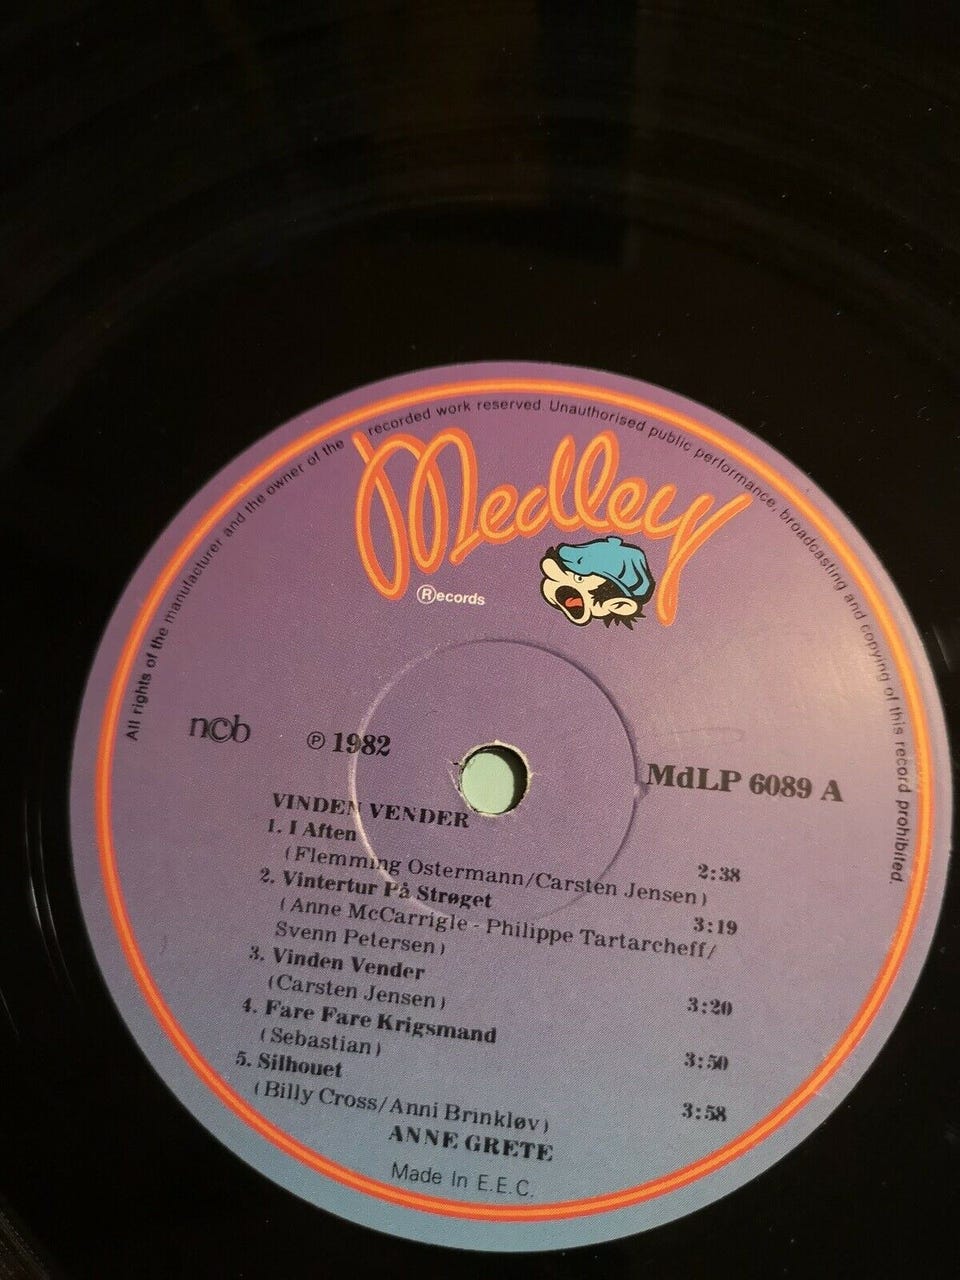 All rights of the manufacturer and the owner of the recorded work reserved. Unauthorised public performance, broadcasting and copying of this record prohibited.
Medley
Records
ncb
℗ 1982
MdLP 6089 A
VINDEN VENDER
1. I Aften
(Flemming Ostermann/Carsten Jensen) 2:38
2. Vintertur På Strøget
(Anne McCarrigle - Philippe Tartarcheff/ 3:19
Svenn Petersen)
3. Vinden Vender
(Carsten Jensen) 3:20
4. Fare Fare Krigsmand
(Sebastian) 3:50
5. Silhouet
(Billy Cross/Anni Brinkløv) 3:58
ANNE GRETE
Made In E.E.C.